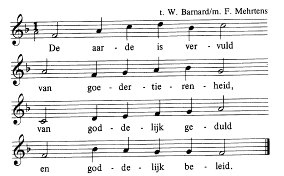 t. W. Barnard/m. F. Mehrtens
De aar - de is ver - vuld
van goe - der - tie - ren - heid,
van god - de - lijk ge - duld
en god - de - lijk be - leid.